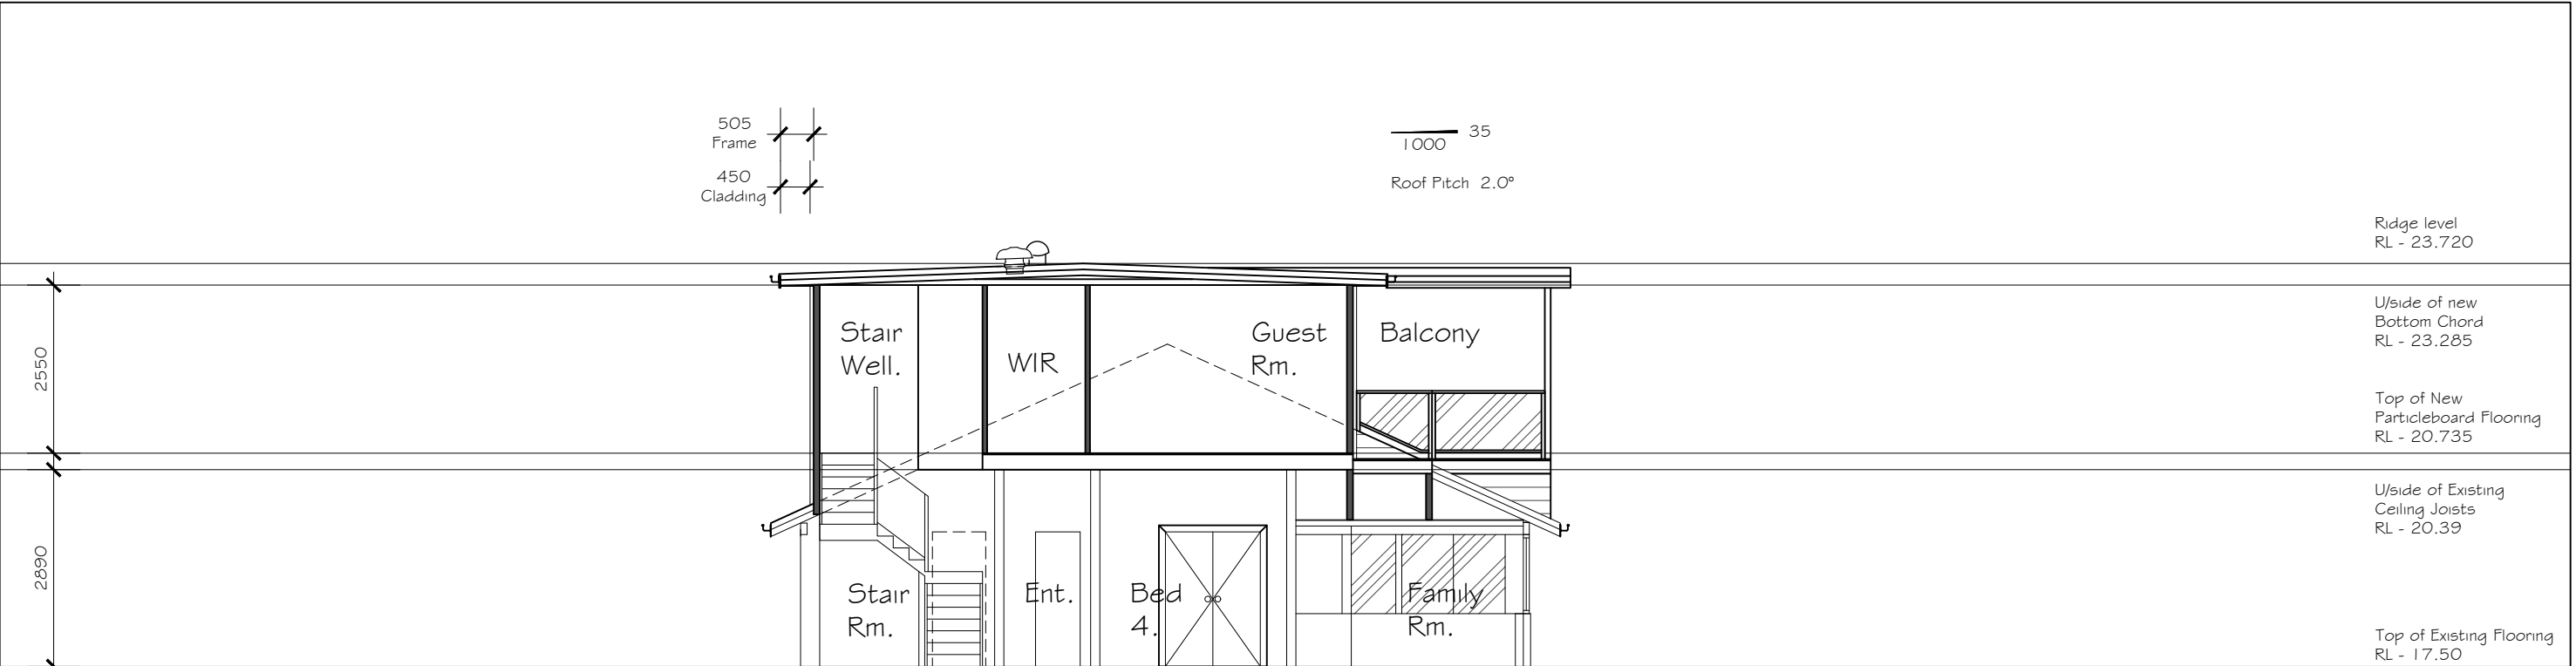 505
Frame
450
Cladding
35
1000
Roof Pitch 2.0°
Ridge level
RL - 23.720
U/side of new
Bottom Chord
RL - 23.285
2550
Stair
Well.
WIR
Guest
Rm.
Balcony
Top of New
Particleboard Flooring
RL - 20.735
U/side of Existing
Ceiling Joists
RL - 20.39
2890
Stair
Rm.
Ent.
Bed
4.
Family
Rm.
Top of Existing Flooring
RL - 17.50